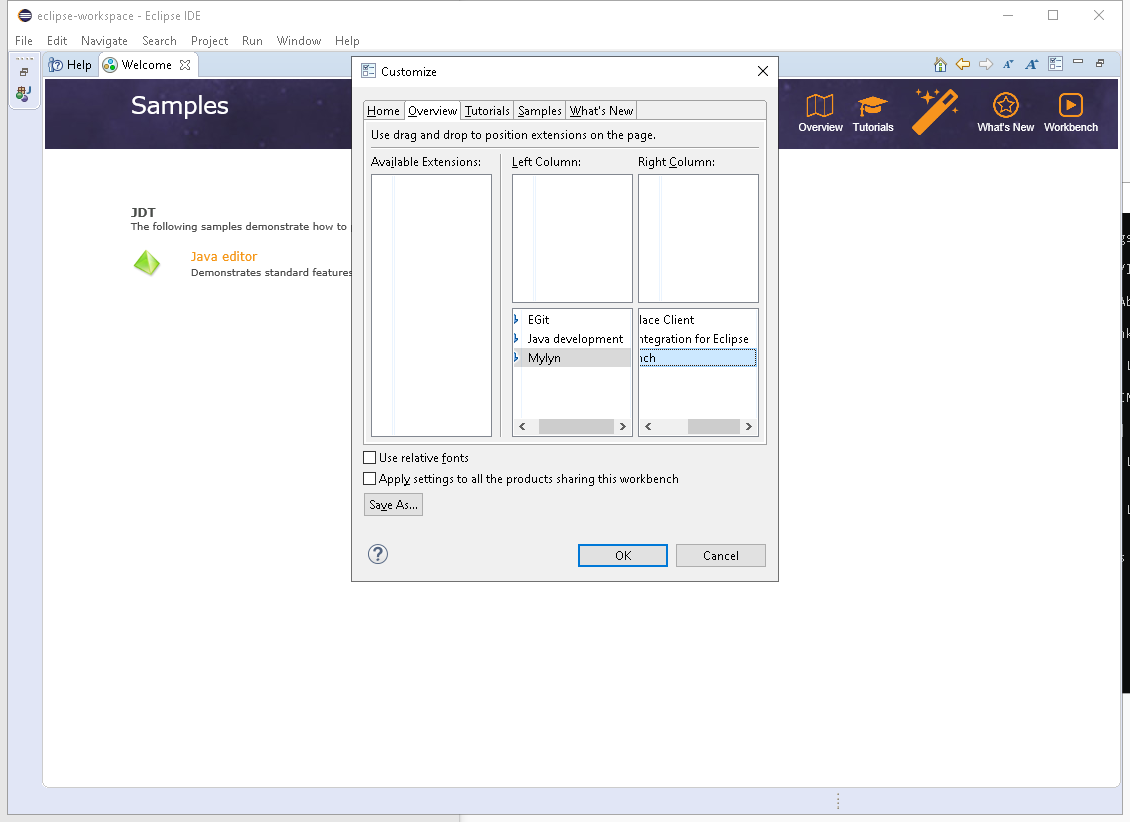 eclipse-workspace - Eclipse IDE
File Edit Navigate Search Project Run Window Help
Help Welcome
Samples
Overview Tutorials What's New Workbench
JDT
The following samples demonstrate how to
Java editor
Demonstrates standard features
Customize
Home Overview Tutorials Samples What's New
Use drag and drop to position extensions on the page.
Available Extensions: Left Column: Right Column:
EGit lace Client
Java development ntegration for Eclipse
Mylyn nch
Use relative fonts
Apply settings to all the products sharing this workbench
Save As...
? OK Cancel